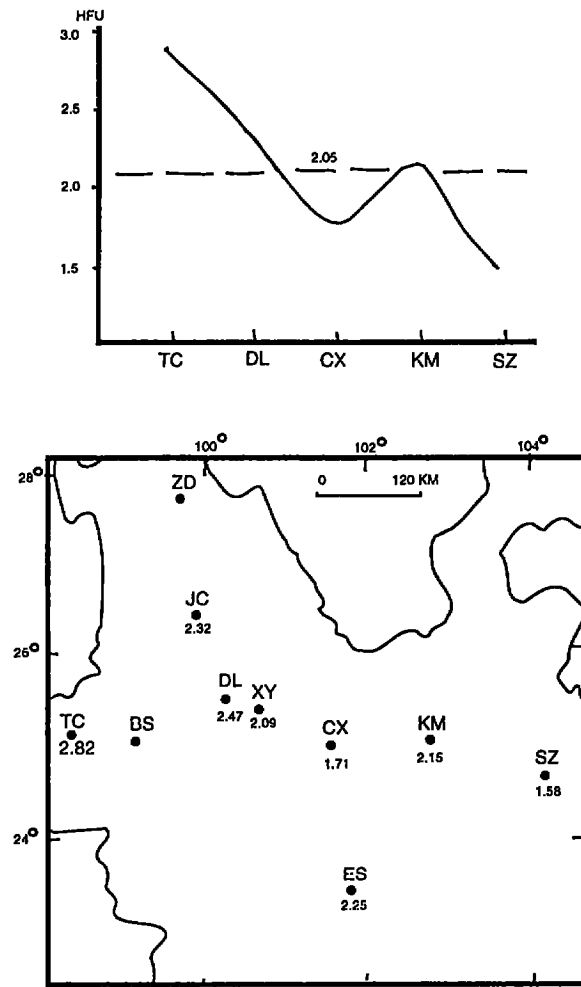 HFU
3.0
2.5
2.05
2.0
1.5
TC DL CX KM SZ
100° 102° 104°
28°
ZD
0 120 KM
JC
2.32
26°
DL XY
2.47 2.09
TC BS CX KM
2.82 1.71 2.15
SZ
1.58
24°
ES
2.25